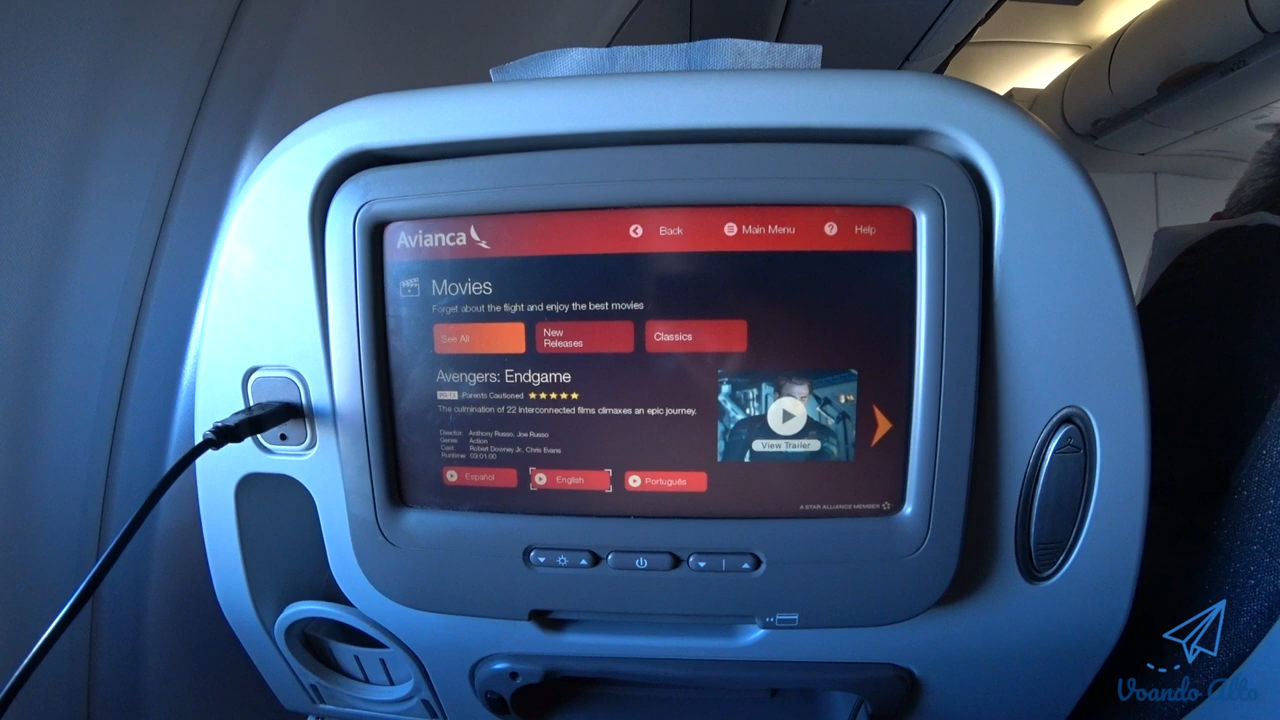 Avianca
Back
Main Menu
? Help
Movies
Forget about the flight and enjoy the best movies
See All
New
Releases
Classics
Avengers: Endgame
PG-13 Parents Cautioned
The culmination of 22 interconnected films climaxes an epic journey.
Director: Anthony Russo, Joe Russo
Genre: Action
Cast: Robert Downey Jr., Chris Evans
Runtime: 03:01:00
View Trailer
Español
English
Português
A STAR ALLIANCE MEMBER
Voando Alto